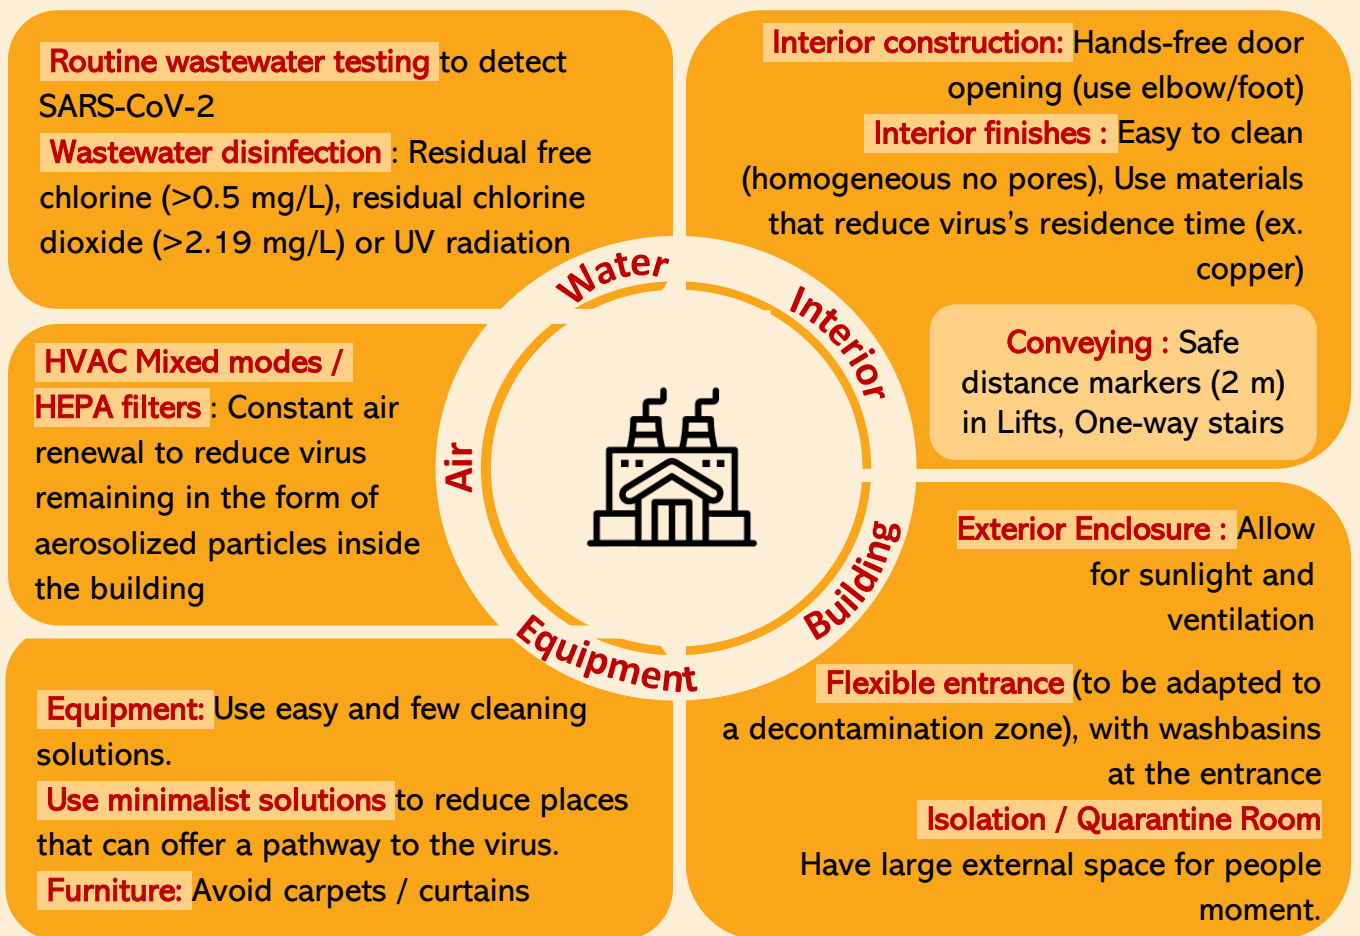 Routine wastewater testing to detect
SARS-CoV-2
Wastewater disinfection : Residual free
chlorine (>0.5 mg/L), residual chlorine
dioxide (>2.19 mg/L) or UV radiation
Interior construction: Hands-free door
opening (use elbow/foot)
Interior finishes : Easy to clean
(homogeneous no pores), Use materials
that reduce virus's residence time (ex.
copper)
Conveying : Safe
distance markers (2 m)
in Lifts, One-way stairs
HVAC Mixed modes /
HEPA filters : Constant air
renewal to reduce virus
remaining in the form of
aerosolized particles inside
the building
Water
Interior
Air
Building
Equipment
Exterior Enclosure : Allow
for sunlight and
ventilation
Flexible entrance (to be adapted to
a decontamination zone), with washbasins
at the entrance
Isolation / Quarantine Room
Have large external space for people
moment.
Equipment: Use easy and few cleaning
solutions.
Use minimalist solutions to reduce places
that can offer a pathway to the virus.
Furniture: Avoid carpets / curtains